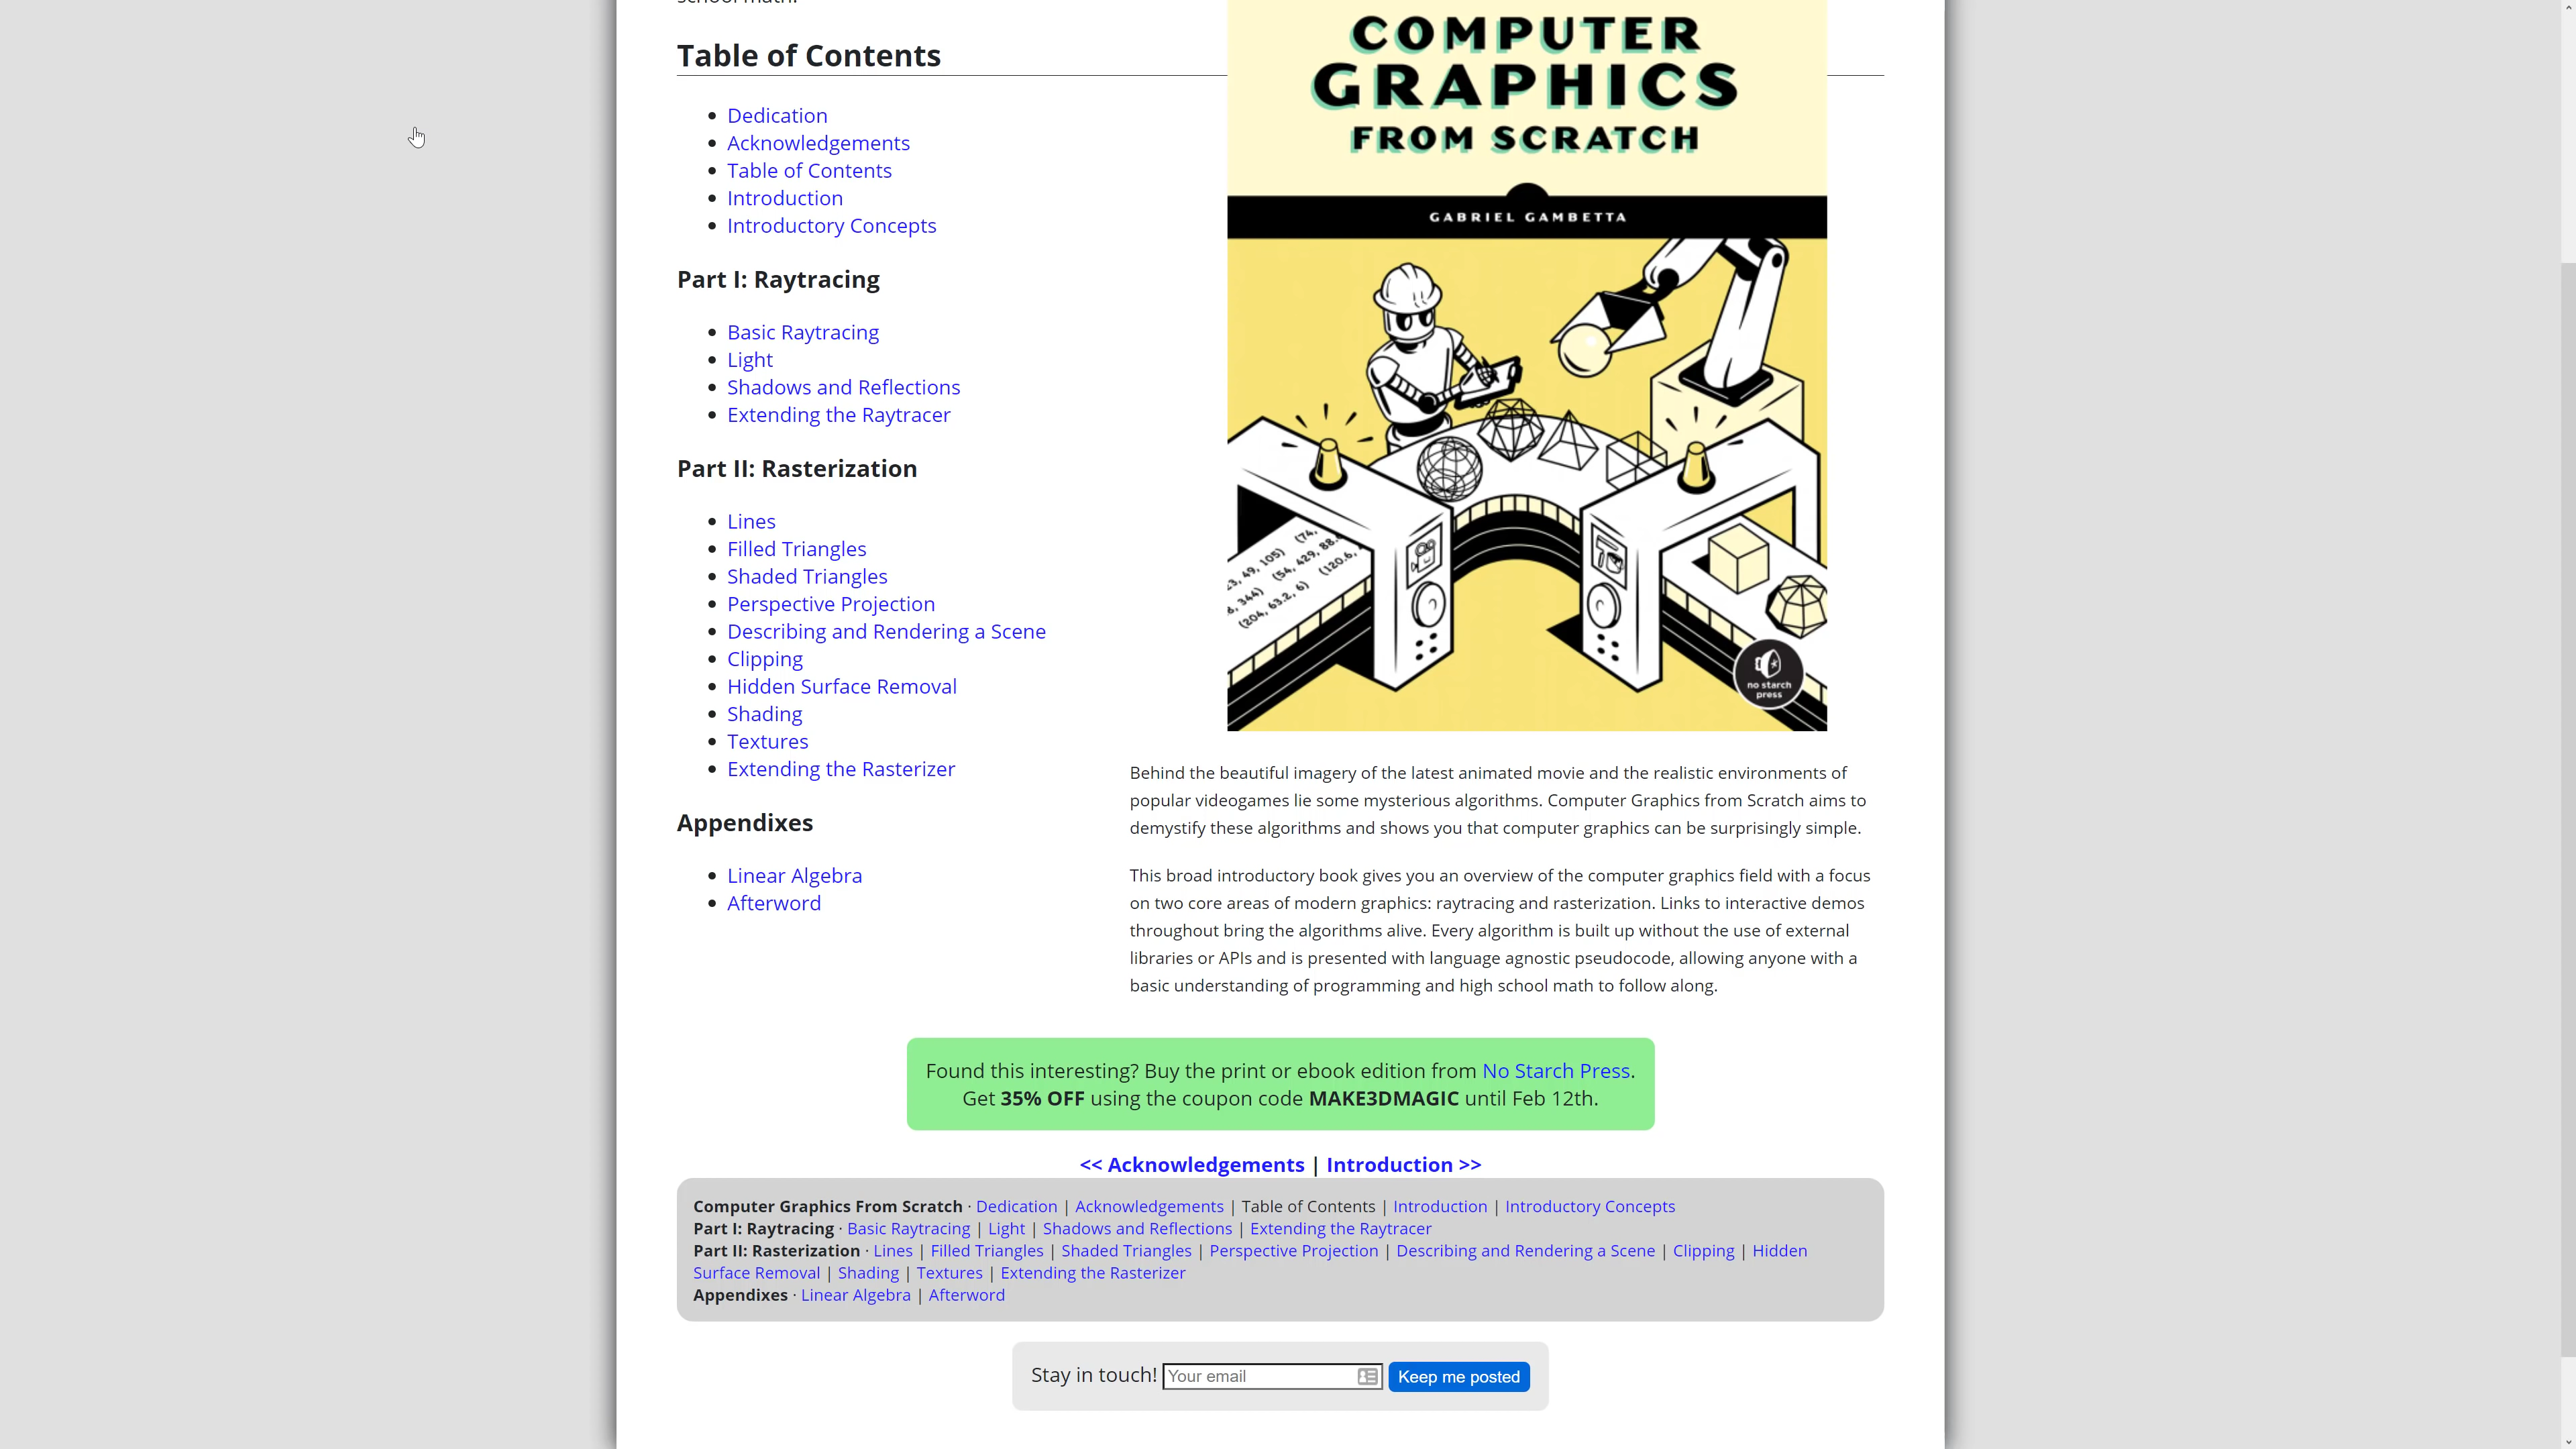 Table of Contents
Dedication
Acknowledgements
Table of Contents
Introduction
Introductory Concepts
Part I: Raytracing
Basic Raytracing
Light
Shadows and Reflections
Extending the Raytracer
Part II: Rasterization
Lines
Filled Triangles
Shaded Triangles
Perspective Projection
Describing and Rendering a Scene
Clipping
Hidden Surface Removal
Shading
Textures
Extending the Rasterizer
Appendixes
Linear Algebra
Afterword
COMPUTER
GRAPHICS
FROM SCRATCH
GABRIEL GAMBETTA
(204, 63.2, 6)
no starch
press
Behind the beautiful imagery of the latest animated movie and the realistic environments of
popular videogames lie some mysterious algorithms. Computer Graphics from Scratch aims to
demystify these algorithms and shows you that computer graphics can be surprisingly simple.
This broad introductory book gives you an overview of the computer graphics field with a focus
on two core areas of modern graphics: raytracing and rasterization. Links to interactive demos
throughout bring the algorithms alive. Every algorithm is built up without the use of external
libraries or APIs and is presented with language agnostic pseudocode, allowing anyone with a
basic understanding of programming and high school math to follow along.
Found this interesting? Buy the print or ebook edition from No Starch Press.
Get 35% OFF using the coupon code MAKE3DMAGIC until Feb 12th.
<< Acknowledgements | Introduction >>
Computer Graphics From Scratch · Dedication | Acknowledgements | Table of Contents | Introduction | Introductory Concepts
Part I: Raytracing · Basic Raytracing | Light | Shadows and Reflections | Extending the Raytracer
Part II: Rasterization · Lines | Filled Triangles | Shaded Triangles | Perspective Projection | Describing and Rendering a Scene | Clipping | Hidden
Surface Removal | Shading | Textures | Extending the Rasterizer
Appendixes · Linear Algebra | Afterword
Stay in touch! Your email Keep me posted